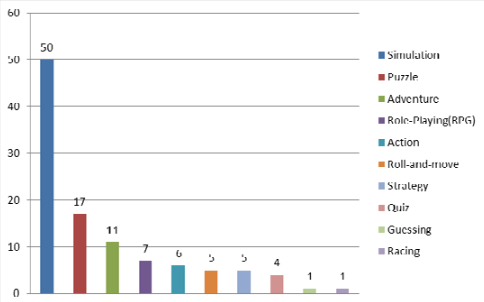 60
50
40
30
20
10
0
50
17
11
7
6
5
5
4
1
1
Simulation
Puzzle
Adventure
Role-Playing(RPG)
Action
Roll-and-move
Strategy
Quiz
Guessing
Racing